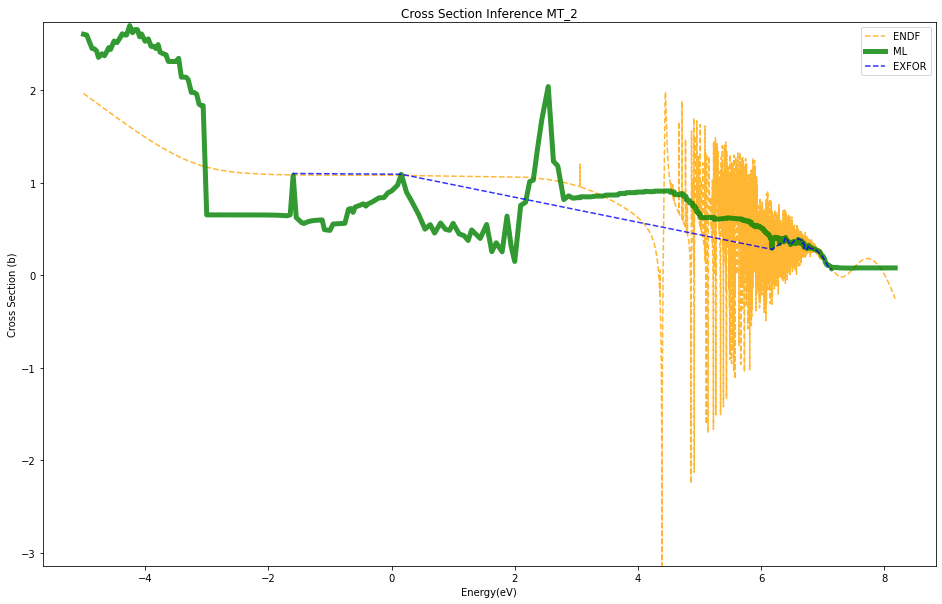 Cross Section Inference MT_2
ENDF
ML
EXFOR
Cross Section (b)
2
1
0
−1
−2
−3
−4
−2
0
2
4
6
8
Energy(eV)